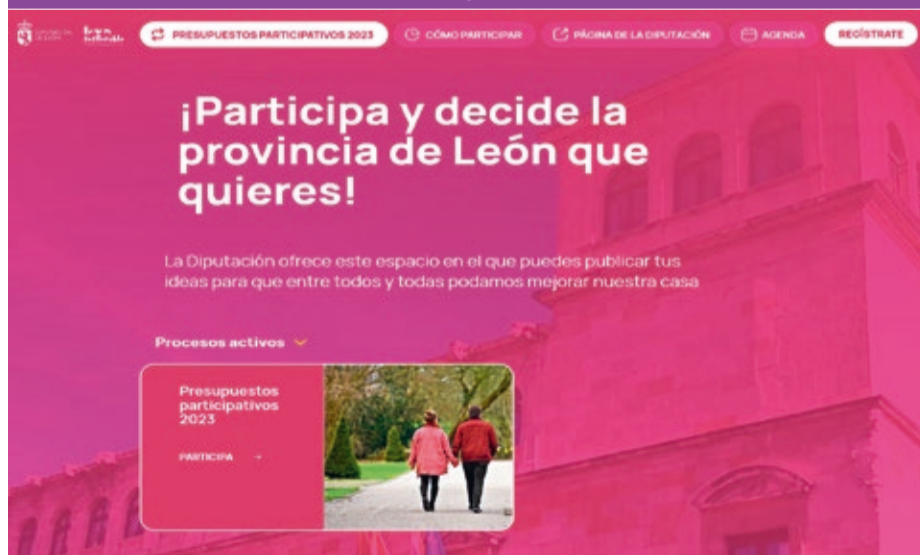 PRESUPUESTOS PARTICIPATIVOS 2023
CÓMO PARTICIPAR
PÁGINA DE LA DIPUTACIÓN
AGENDA
REGÍSTRATE
¡Participa y decide la
provincia de León que
quieres!
La Diputación ofrece este espacio en el que puedes publicar tus
ideas para que entre todos y todas podamos mejorar nuestra casa
Procesos activos
Presupuestos
participativos
2023
PARTICIPA